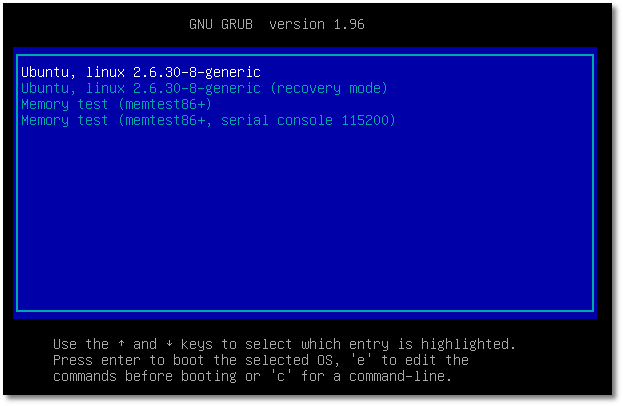 GNU GRUB  version 1.96
Ubuntu, linux 2.6.30-8-generic
Ubuntu, linux 2.6.30-8-generic (recovery mode)
Memory test (memtest86+)
Memory test (memtest86+, serial console 115200)
Use the ↑ and ↓ keys to select which entry is highlighted.
Press enter to boot the selected OS, 'e' to edit the
commands before booting or 'c' for a command-line.